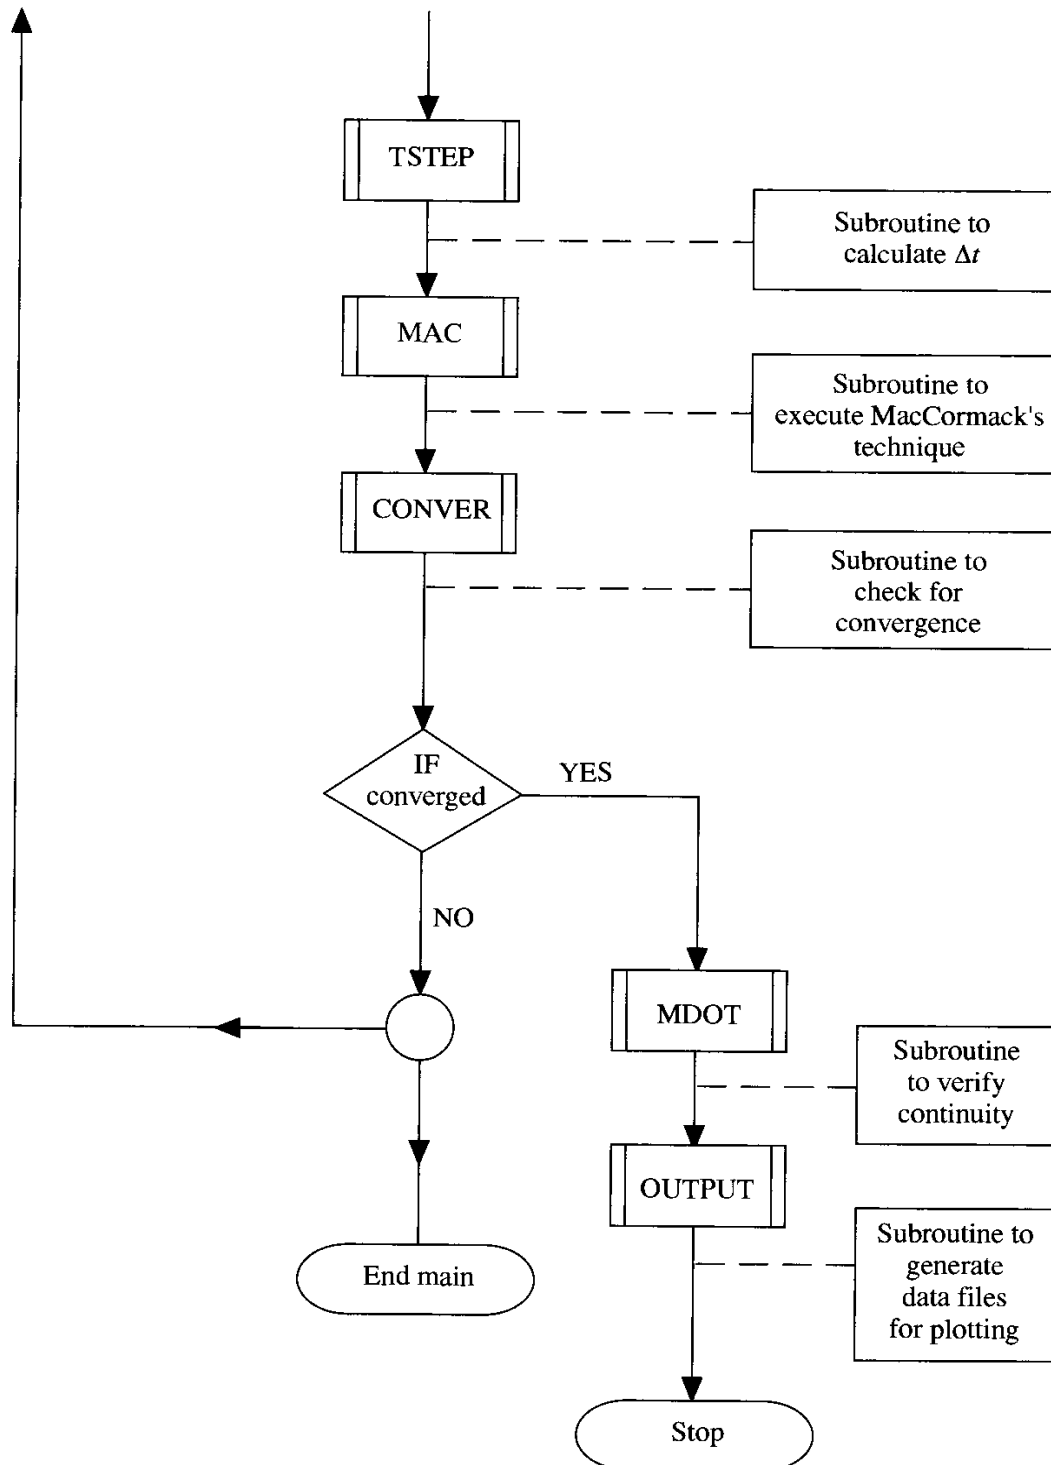 TSTEP
Subroutine to
calculate Δt
MAC
Subroutine to
execute MacCormack's
technique
CONVER
Subroutine to
check for
convergence
IF
converged
YES
NO
MDOT
Subroutine
to verify
continuity
OUTPUT
Subroutine to
generate
data files
for plotting
End main
Stop